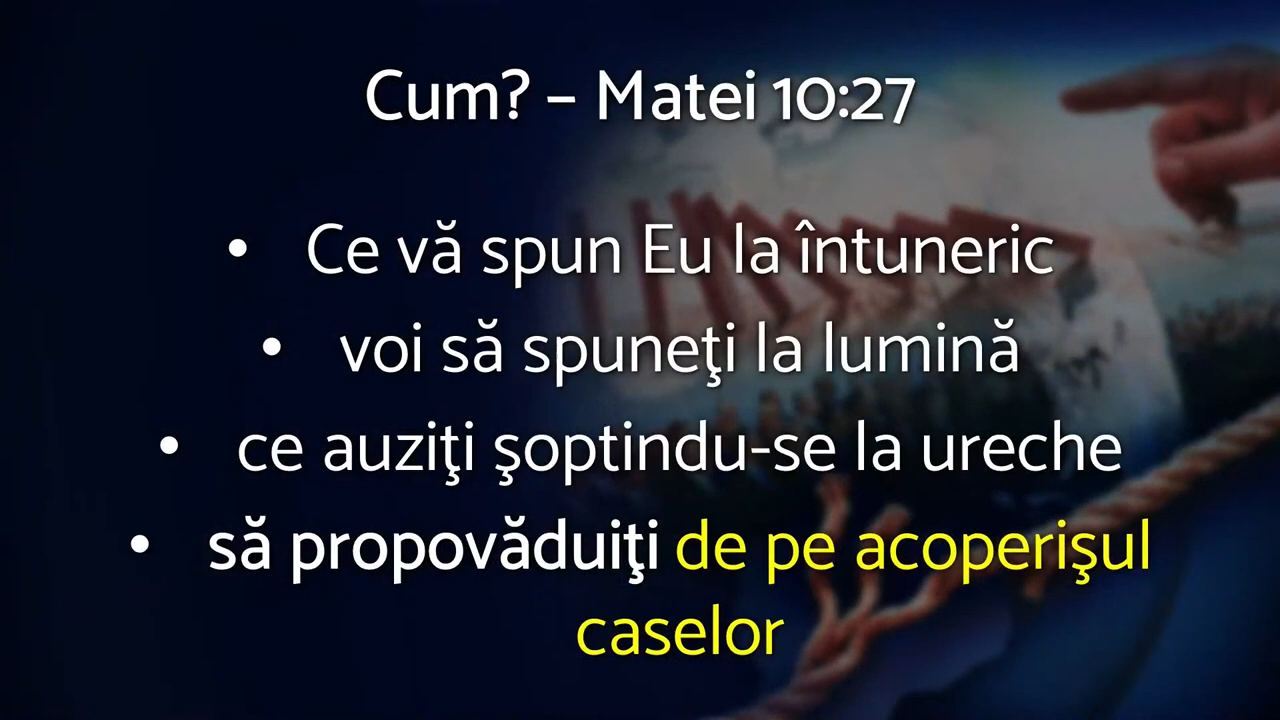 Cum? – Matei 10:27
• Ce vă spun Eu la întuneric
• voi să spuneţi la lumină
• ce auziţi şoptindu-se la ureche
• să propovăduiţi de pe acoperişul
caselor